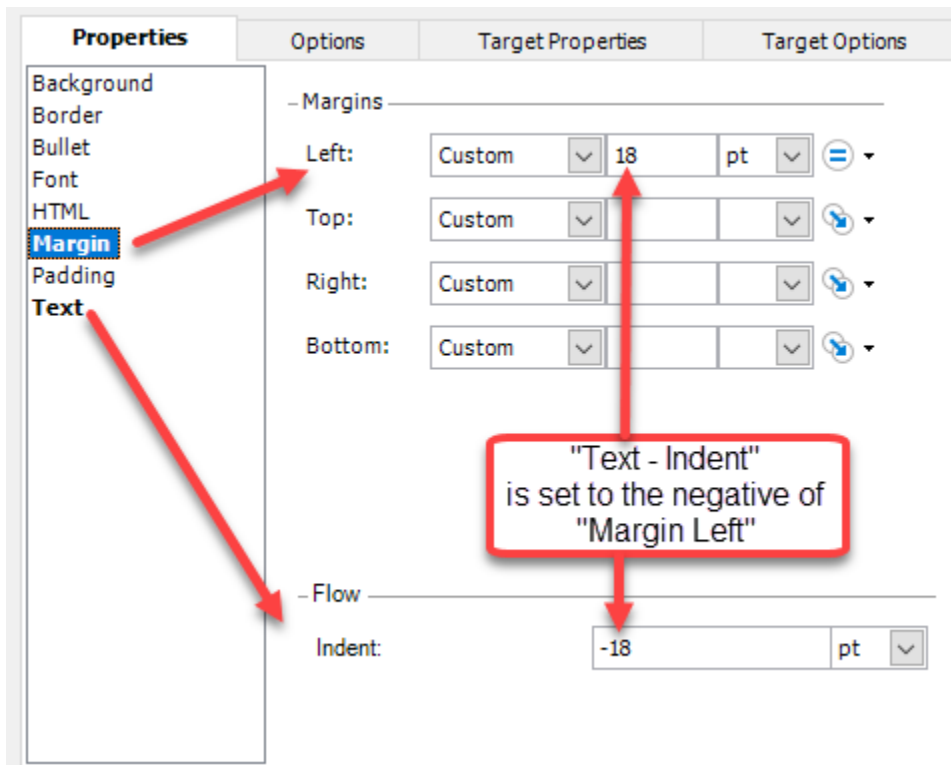 Properties Options Target Properties Target Options
Background
Border
Bullet
Font
HTML
Margin
Padding
Text
Margins
Left: Custom 18 pt
Top: Custom
Right: Custom
Bottom: Custom
"Text - Indent"
is set to the negative of
"Margin Left"
Flow
Indent: -18 pt